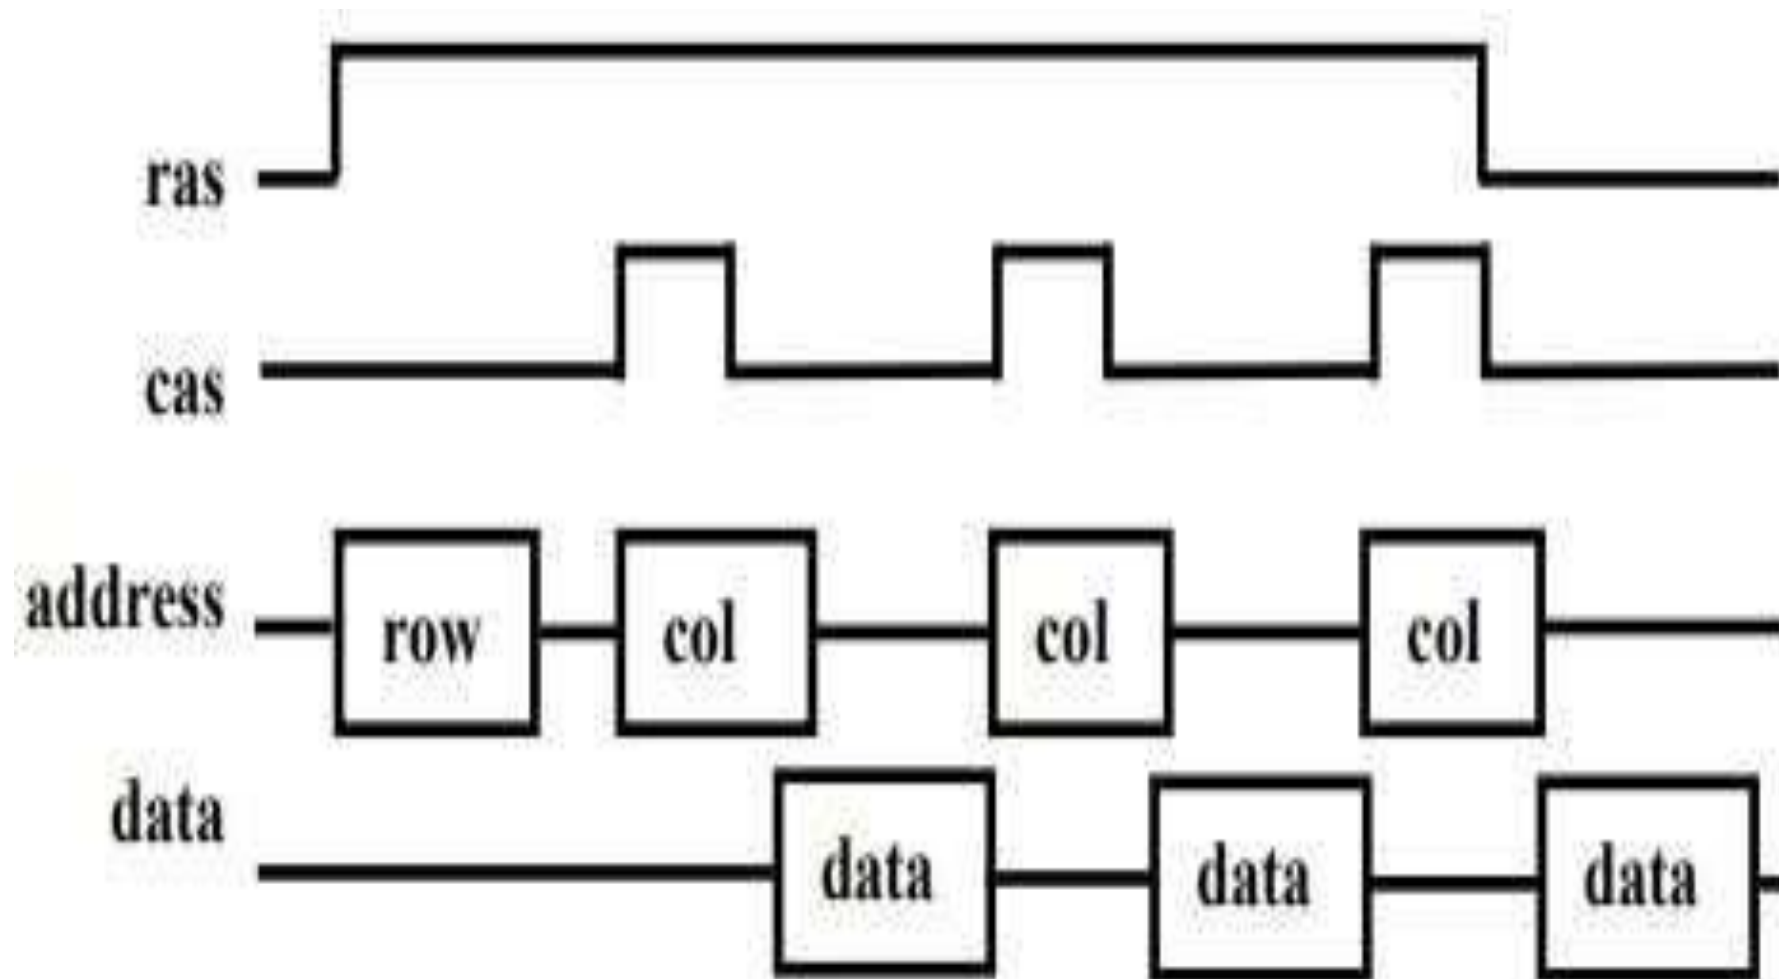 ras
cas
address
row col col col
data
data data data